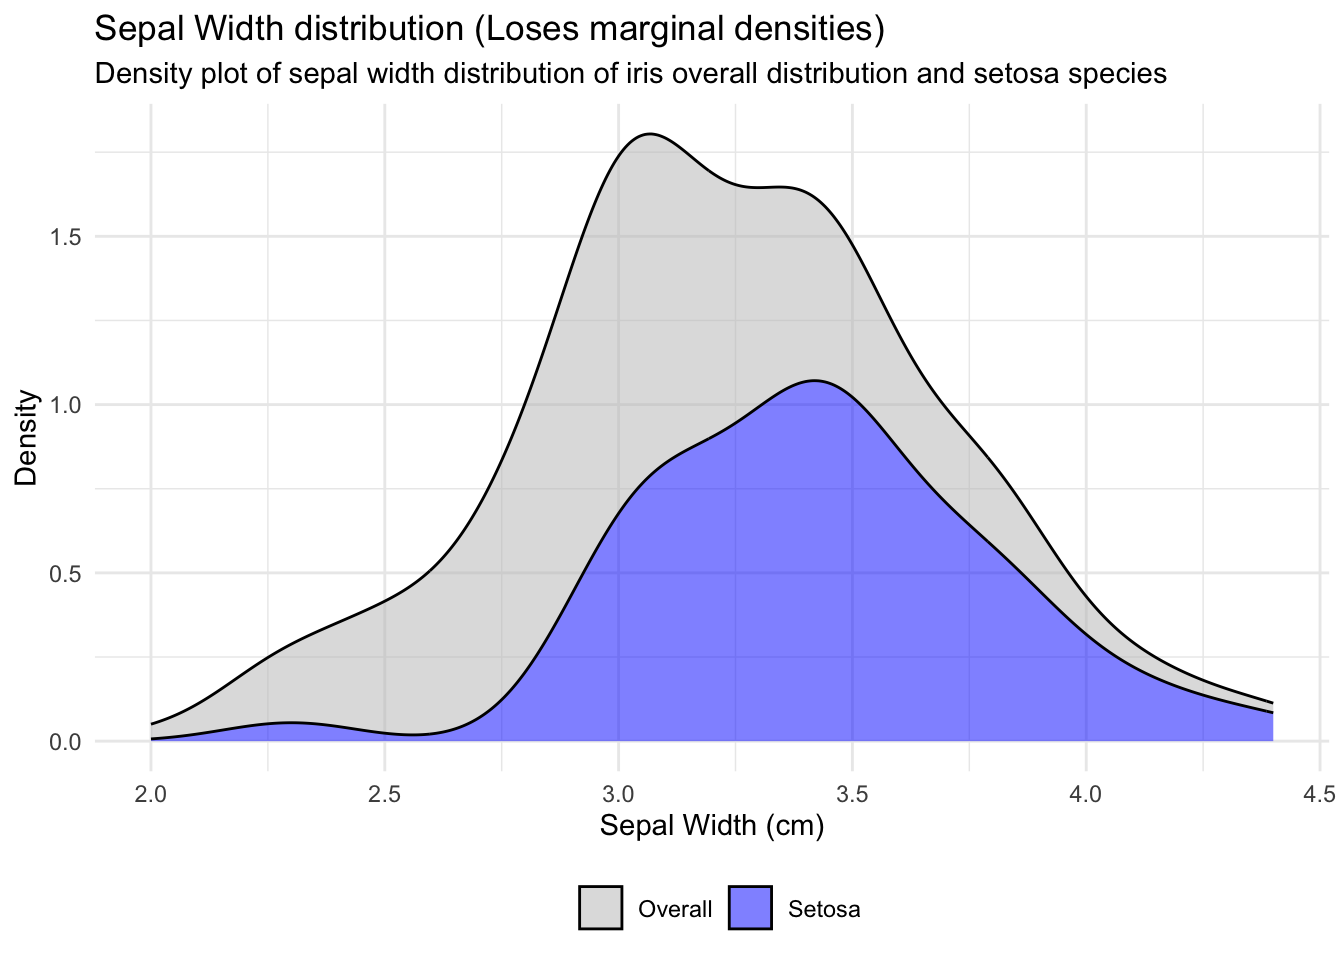 Sepal Width distribution (Loses marginal densities)
Density plot of sepal width distribution of iris overall distribution and setosa species
Density
1.5
1.0
0.5
0.0
2.0 2.5 3.0 3.5 4.0 4.5
Sepal Width (cm)
Overall Setosa